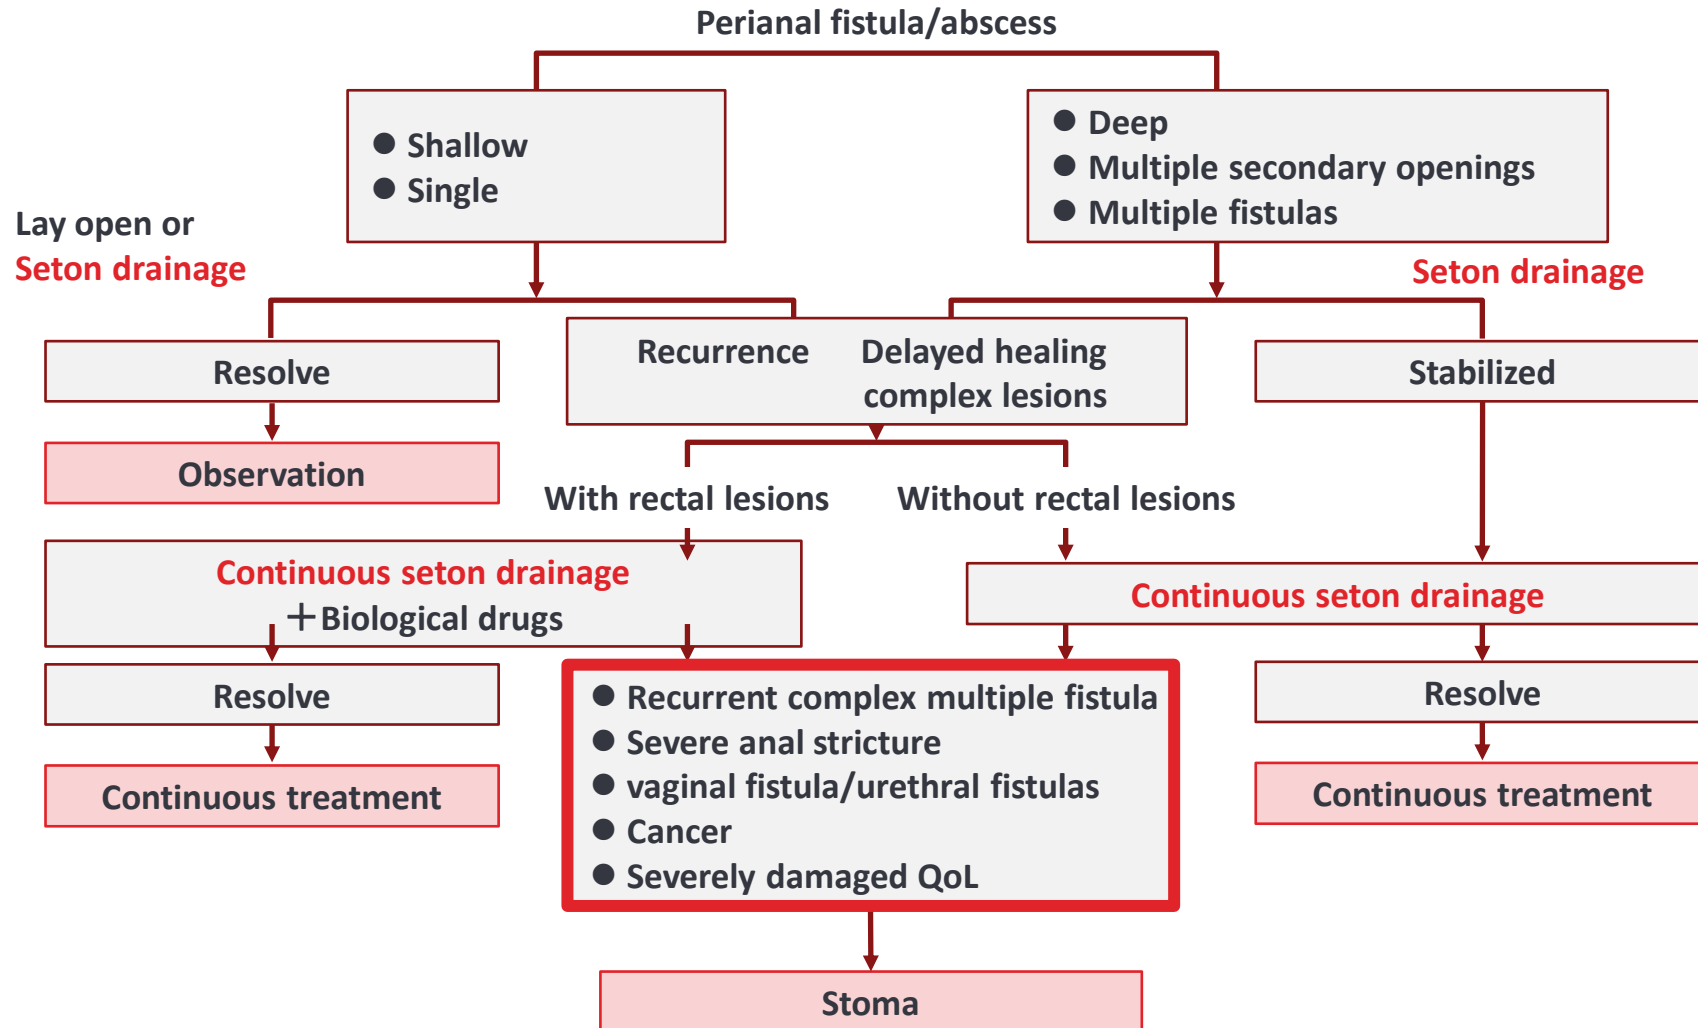 Perianal fistula/abscess
● Shallow
● Single
● Deep
● Multiple secondary openings
● Multiple fistulas
Lay open or
Seton drainage
Seton drainage
Resolve
Recurrence
Delayed healing
complex lesions
Stabilized
Observation
With rectal lesions
Without rectal lesions
Continuous seton drainage
＋Biological drugs
Continuous seton drainage
Resolve
● Recurrent complex multiple fistula
● Severe anal stricture
● vaginal fistula/urethral fistulas
● Cancer
● Severely damaged QoL
Resolve
Continuous treatment
Continuous treatment
Stoma